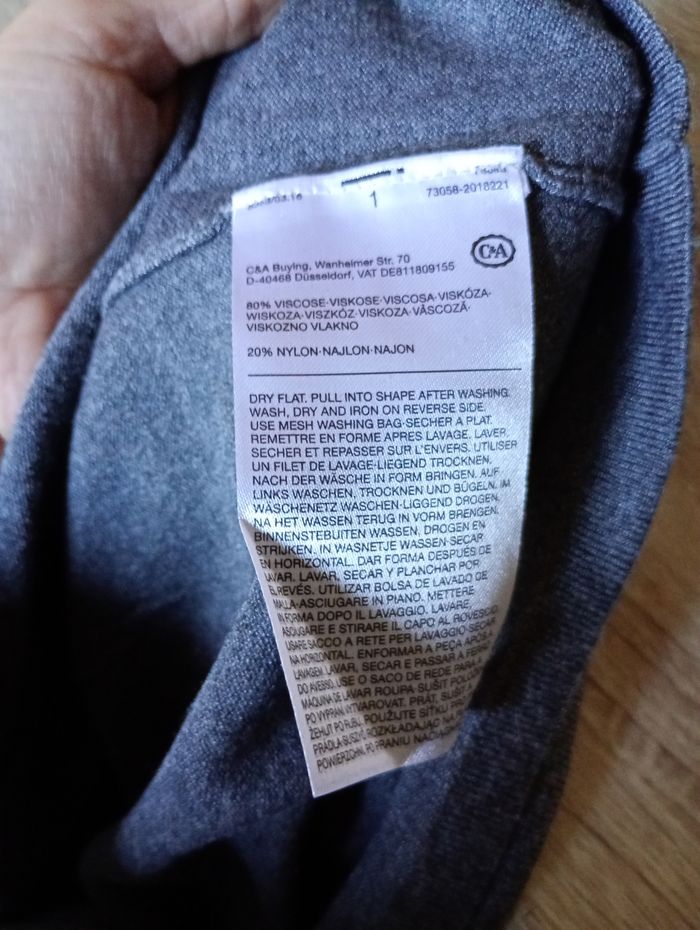 1
73058-2018221
C&A
C&A Buying, Wanheimer Str. 70
D-40468 Düsseldorf, VAT DE811809155
80% VISCOSE·VISKOSE·VISCOSA·VISKÓZA·
WISKOZA·VISZKÓZ·VISKOZA·VÂSCOZĂ·
VISKOZNO VLAKNO
20% NYLON·NAJLON·NAJON
DRY FLAT. PULL INTO SHAPE AFTER WASHING.
WASH, DRY AND IRON ON REVERSE SIDE.
USE MESH WASHING BAG·SECHER A PLAT.
REMETTRE EN FORME APRES LAVAGE. LAVER,
SECHER ET REPASSER SUR L'ENVERS. UTILISER
UN FILET DE LAVAGE·LIEGEND TROCKNEN.
NACH DER WÄSCHE IN FORM BRINGEN. AUF
LINKS WASCHEN, TROCKNEN UND BÜGELN. IM
WÄSCHENETZ WASCHEN·LIGGEND DROGEN.
NA HET WASSEN TERUG IN VORM BRENGEN.
BINNENSTEBUITEN WASSEN, DROGEN EN
STRIJKEN. IN WASNETJE WASSEN·SECAR
EN HORIZONTAL. DAR FORMA DESPUÉS DE
LAVAR. LAVAR, SECAR Y PLANCHAR POR
EL REVÉS. UTILIZAR BOLSA DE LAVADO DE
MALLA·ASCIUGARE IN PIANO. METTERE
IN FORMA DOPO IL LAVAGGIO. LAVARE,
ASCIUGARE E STIRARE IL CAPO AL ROVESCIO.
USARE SACCO A RETE PER LAVAGGIO·SECAR
NA HORIZONTAL. ENFORMAR A PEÇA APÓS A
LAVAGEM. LAVAR, SECAR E PASSAR A FERRO
DO AVESSO. USE O SACO DE REDE PARA A
MÁQUINA DE LAVAR ROUPA·SUŠIT POLOŽ
PO VYPRANÍ VYTVAROVAT. PRÁT, SUŠIT A
ŽEHLIT PO RUBU. POUŽIJTE SÍŤKU PRO
PRÁDLA·SUSZYĆ ROZKŁADAJĄC NA
POWIERZCHNI. PO PRANIU NADAĆ